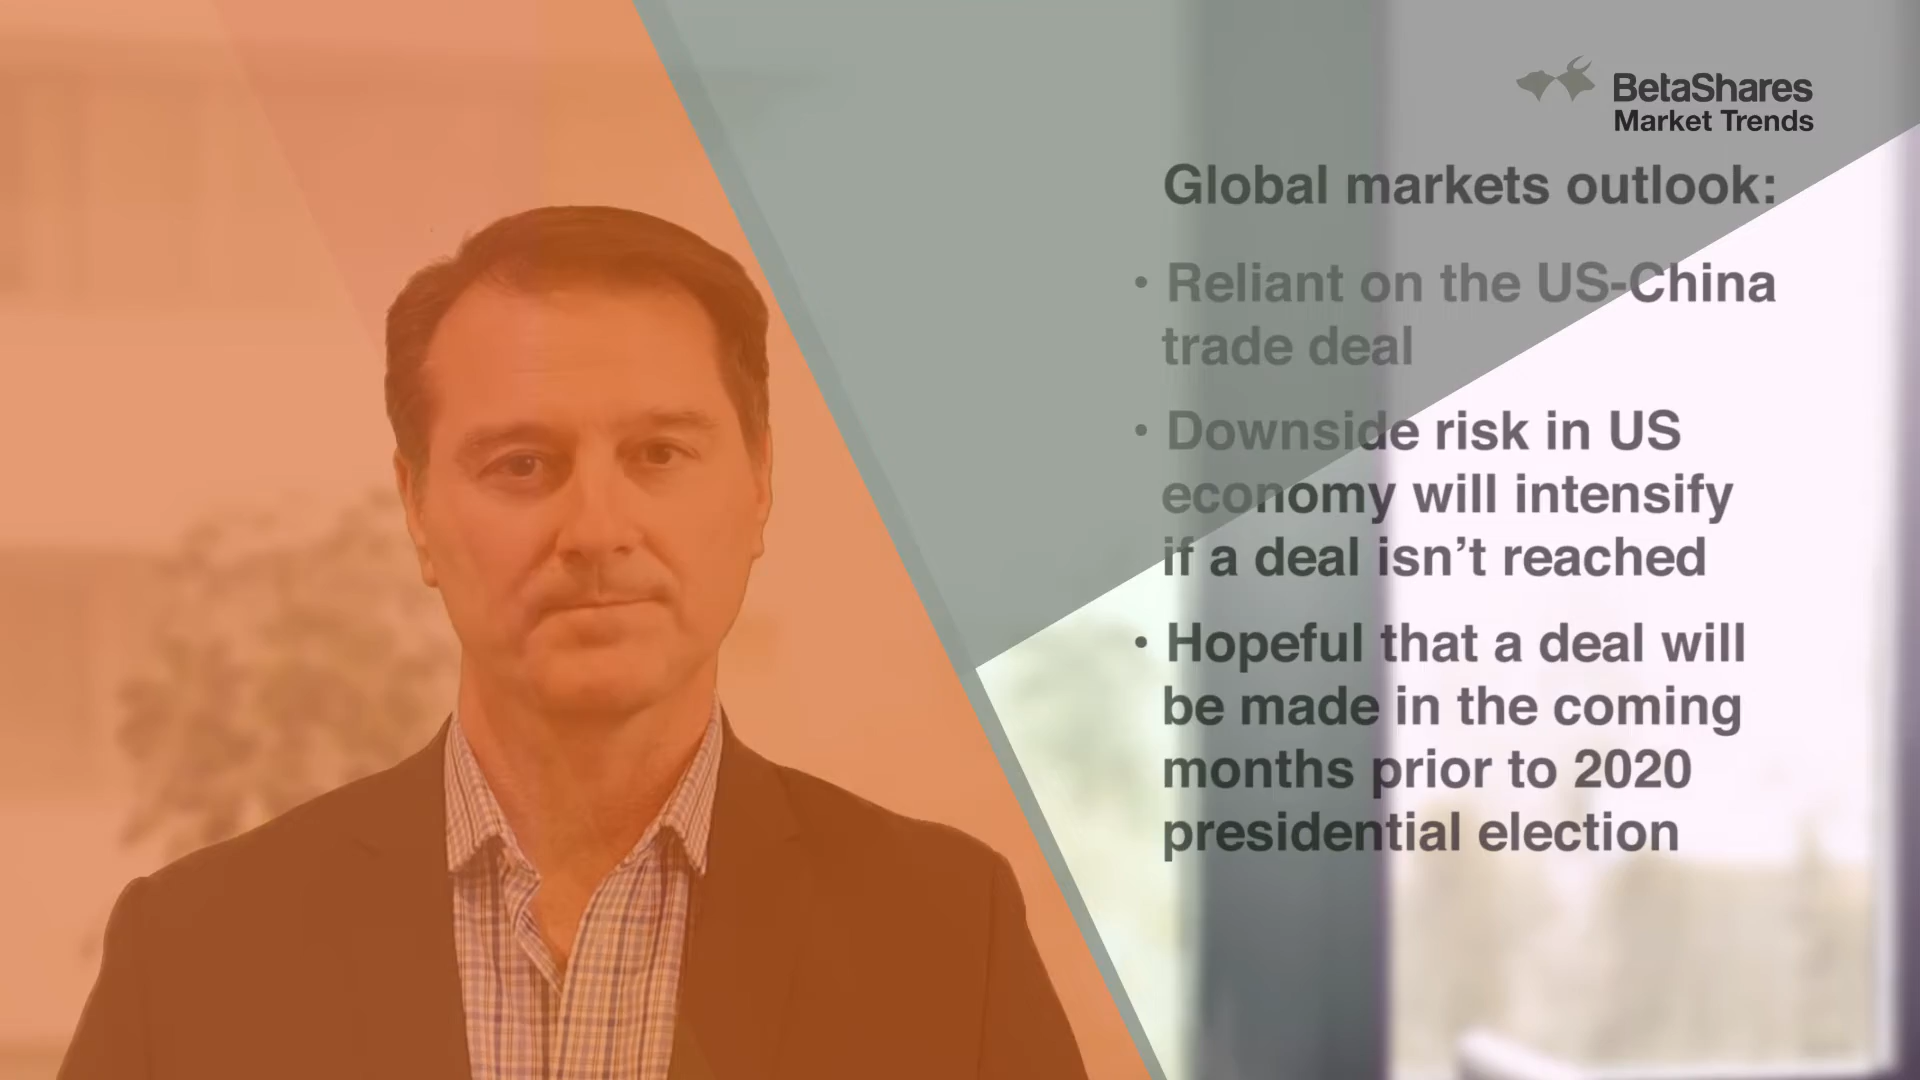 BetaShares
Market Trends
Global markets outlook:
• Reliant on the US-China
trade deal
• Downside risk in US
economy will intensify
if a deal isn’t reached
• Hopeful that a deal will
be made in the coming
months prior to 2020
presidential election